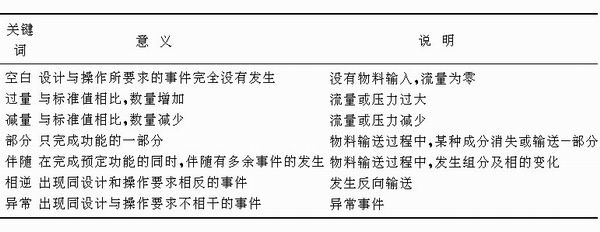 关键词 意义 说明
空白 设计与操作所要求的事件完全没有发生 没有物料输入,流量为零
过量 与标准值相比,数量增加 流量或压力过大
减量 与标准值相比,数量减少 流量或压力减少
部分 只完成功能的一部分 物料输送过程中,某种成分消失或输送一部分
伴随 在完成预定功能的同时,伴随有多余事件的发生 物料输送过程中,发生组分及相的变化
相逆 出现同设计和操作要求相反的事件 发生反向输送
异常 出现同设计与操作要求不相干的事件 异常事件